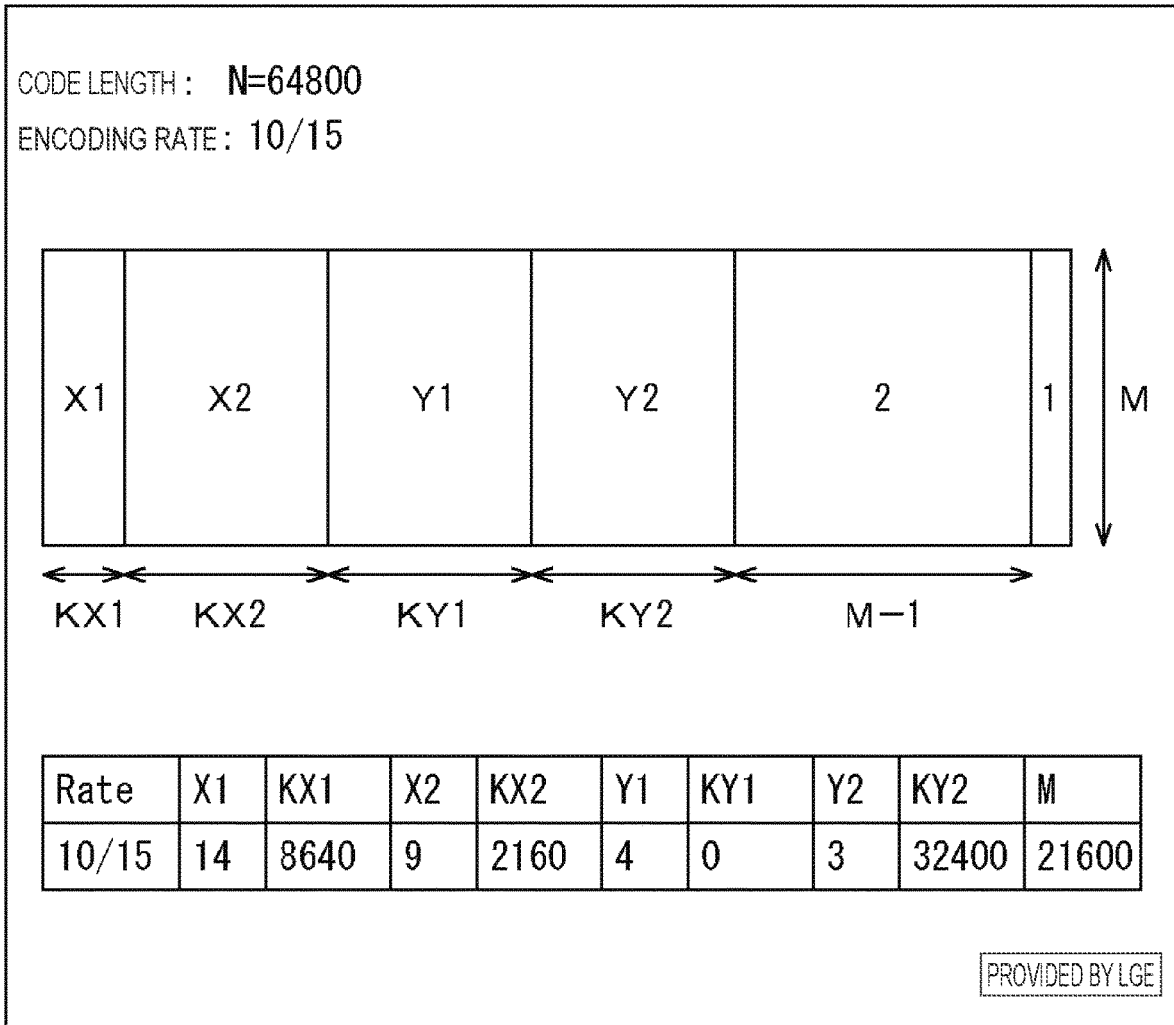 CODE LENGTH : N=64800
ENCODING RATE : 10/15
X1 X2 Y1 Y2 2 1 M
KX1 KX2 KY1 KY2 M−1
Rate X1 KX1 X2 KX2 Y1 KY1 Y2 KY2 M
10/15 14 8640 9 2160 4 0 3 32400 21600
PROVIDED BY LGE